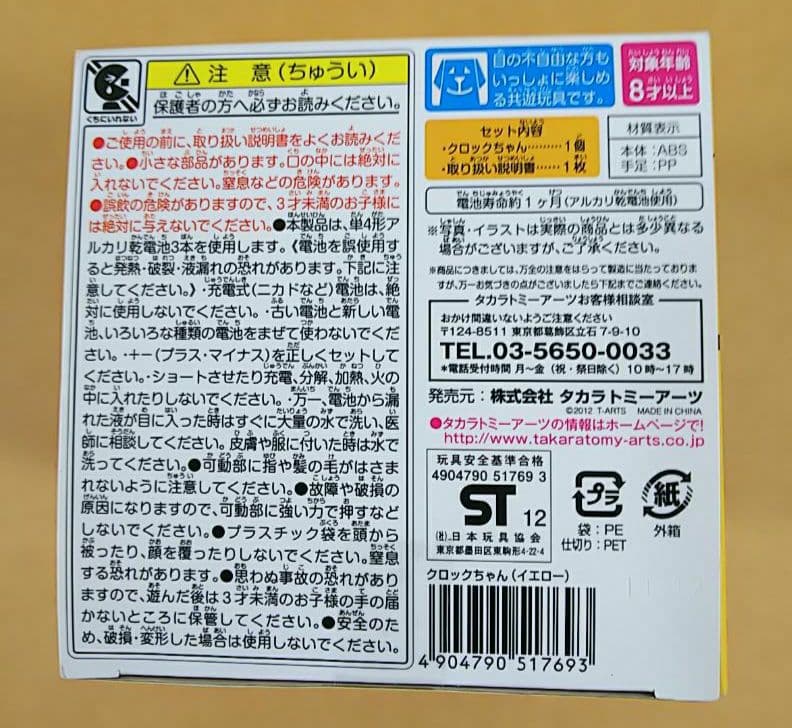 くちにいれない
注意(ちゅうい)
保護者の方へ必ずお読みください。
●ご使用の前に、取り扱い説明書をよくお読みくだ
さい。●小さな部品があります。口の中には絶対に
入れないでください。窒息などの危険があります。
●誤飲の危険がありますので、3才未満のお子様に
は絶対に与えないでください。●本製品は、単4形ア
ルカリ乾電池3本を使用します。《電池を誤使用す
ると発熱・破裂・液漏れの恐れがあります。下記に注
意してください。》・充電式(ニカドなど)電池は、絶
対に使用しないでください。・古い電池と新しい電
池、いろいろな種類の電池をまぜて使わないでくだ
さい。・+-(プラス・マイナス)を正しくセットして
ください。・ショートさせたり充電、分解、加熱、火の
中に入れたりしないでください。・万一、電池から漏
れた液が目に入った時はすぐに大量の水で洗い、医
師に相談してください。皮膚や服に付いた時は水で
洗ってください。●可動部に指や髪の毛がはさま
れないように注意してください。●故障や破損の
原因になりますので、可動部に強い力で押すなど
しないでください。●プラスチック袋を頭から
被ったり、顔を覆ったりしないでください。窒息
する恐れがあります。●思わぬ事故の恐れがあり
ますので、遊んだ後は3才未満のお子様の手の届
かないところに保管してください。●安全のた
め、破損・変形した場合は使用しないでください。
目の不自由な方も
いっしょに楽しめ
る共遊玩具です。
対象年齢
8才以上
セット内容
・クロックちゃん………1個
・取り扱い説明書……1枚
材質表示
本体:ABS
手足:PP
電池寿命約1ヶ月(アルカリ乾電池使用)
※写真・イラストは実際の商品とは多少異なる
場合がございますが、ご了承ください。
※商品につきましては、万全の注意をはらって製造に当たっておりま
すが、万一お気づきの点がございましたら下記までご連絡ください。
タカラトミーアーツお客様相談室
おかけ間違いないようご注意ください
〒124-8511 東京都葛飾区立石 7-9-10
TEL.03-5650-0033
*電話受付時間 月〜金(祝・祭日除く)10時〜17時
発売元:株式会社 タカラトミーアーツ
©2012 T-ARTS MADE IN CHINA
●タカラトミーアーツの情報はホームページで!
http://www.takaratomy-arts.co.jp
玩具安全基準合格
4904790 51769 3
ST 12
(社).日本玩具協会
東京都墨田区東駒形4-22-4
プラ
袋:PE
仕切り:PET
紙
外箱
クロックちゃん(イエロー)
4 904790 517693